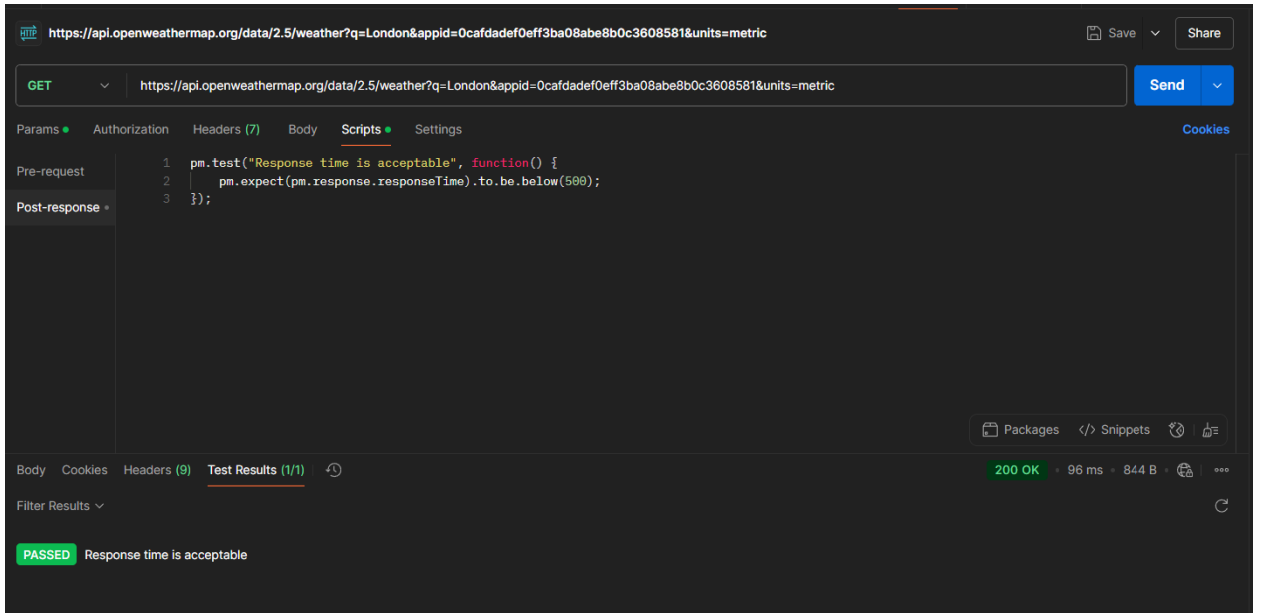 HTTP https://api.openweathermap.org/data/2.5/weather?q=London&appid=0cafdadef0eff3ba08abe8b0c3608581&units=metric Save Share
GET https://api.openweathermap.org/data/2.5/weather?q=London&appid=0cafdadef0eff3ba08abe8b0c3608581&units=metric Send
Params Authorization Headers (7) Body Scripts Settings Cookies
Pre-request
Post-response
1 pm.test("Response time is acceptable", function() {
2 pm.expect(pm.response.responseTime).to.be.below(500);
3 });
Packages </> Snippets
Body Cookies Headers (9) Test Results (1/1) 200 OK 96 ms 844 B
Filter Results
PASSED Response time is acceptable